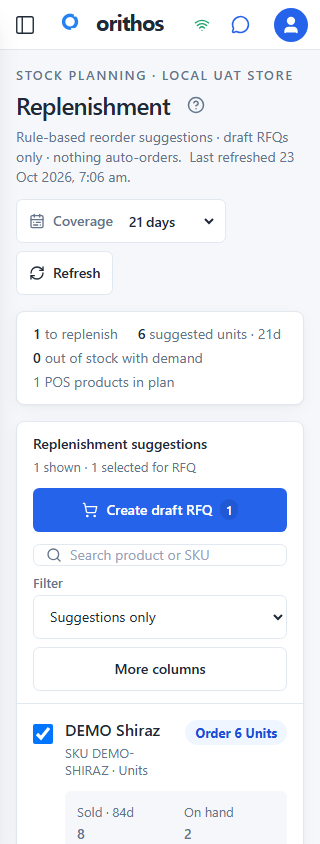 orithos
STOCK PLANNING · LOCAL UAT STORE
Replenishment
Rule-based reorder suggestions · draft RFQs
only · nothing auto-orders. Last refreshed 23
Oct 2026, 7:06 am.
Coverage 21 days
Refresh
1 to replenish 6 suggested units · 21d
0 out of stock with demand
1 POS products in plan
Replenishment suggestions
1 shown · 1 selected for RFQ
Create draft RFQ 1
Search product or SKU
Filter
Suggestions only
More columns
DEMO Shiraz Order 6 Units
SKU DEMO-
SHIRAZ · Units
Sold · 84d On hand
8 2